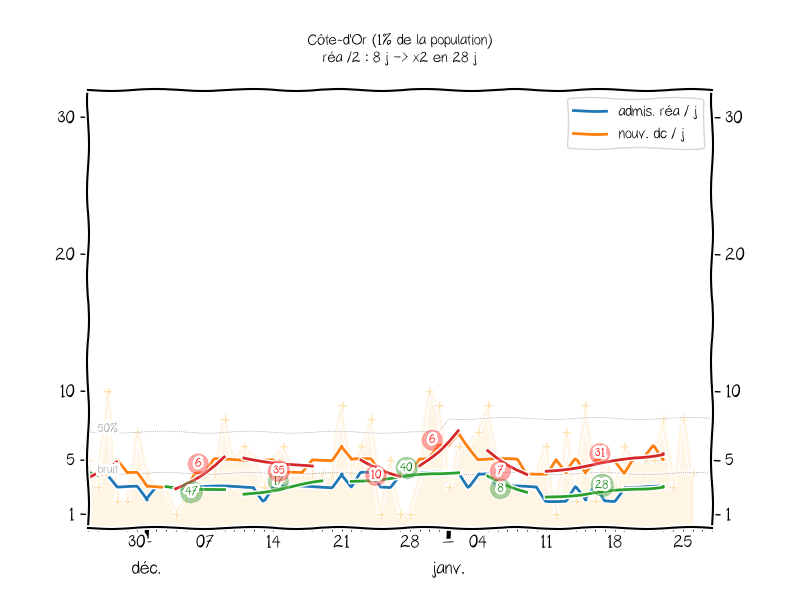 Côte-d'Or (1% de la population)
réa /2 : 8 j -> x2 en 28 j
admis. réa / j
nouv. dc / j
30 30
20 20
10 10
50%
6 40 6 31
5 35 5
bruit 17 10 7
47 8 28
1 1
30 07 14 21 28 04 11 18 25
déc. janv.